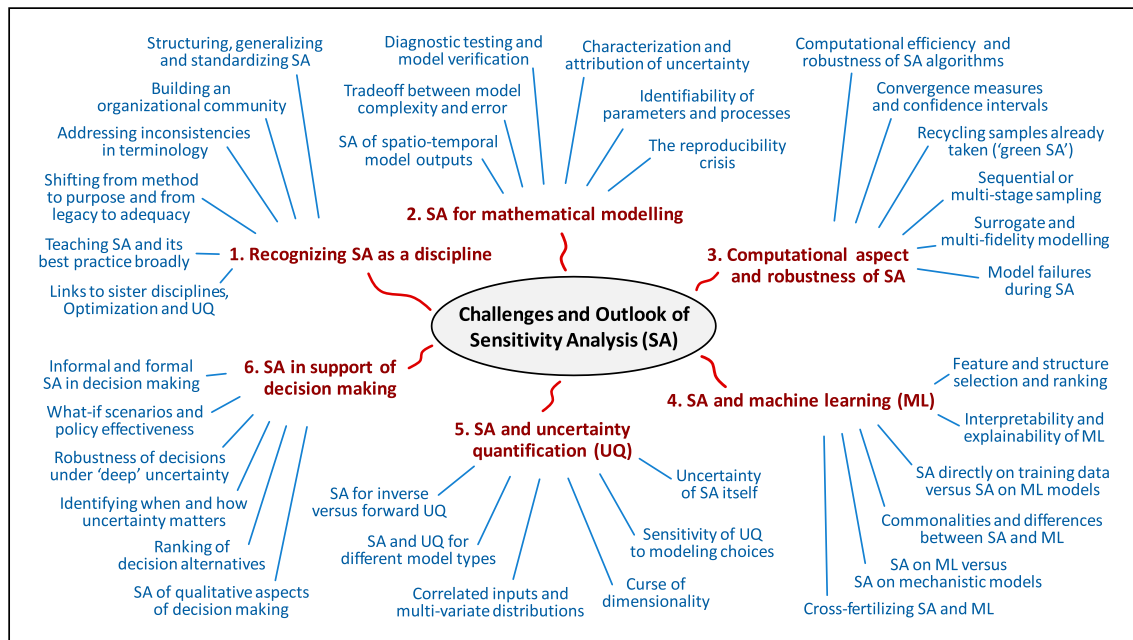 Challenges and Outlook of
Sensitivity Analysis (SA)
1. Recognizing SA as a discipline
Structuring, generalizing
and standardizing SA
Building an
organizational community
Addressing inconsistencies
in terminology
Shifting from method
to purpose and from
legacy to adequacy
Teaching SA and its
best practice broadly
Links to sister disciplines,
Optimization and UQ
2. SA for mathematical modelling
Diagnostic testing and
model verification
Tradeoff between model
complexity and error
SA of spatio-temporal
model outputs
Characterization and
attribution of uncertainty
Identifiability of
parameters and processes
The reproducibility
crisis
3. Computational aspect
and robustness of SA
Computational efficiency and
robustness of SA algorithms
Convergence measures
and confidence intervals
Recycling samples already
taken (‘green SA’)
Sequential or
multi-stage sampling
Surrogate and
multi-fidelity modelling
Model failures
during SA
4. SA and machine learning (ML)
Feature and structure
selection and ranking
Interpretability and
explainability of ML
SA directly on training data
versus SA on ML models
Commonalities and differences
between SA and ML
SA on ML versus
SA on mechanistic models
Cross-fertilizing SA and ML
5. SA and uncertainty
quantification (UQ)
Uncertainty
of SA itself
Sensitivity of UQ
to modeling choices
Curse of
dimensionality
Correlated inputs and
multi-variate distributions
SA and UQ for
different model types
SA for inverse
versus forward UQ
6. SA in support of
decision making
Informal and formal
SA in decision making
What-if scenarios and
policy effectiveness
Robustness of decisions
under ‘deep’ uncertainty
Identifying when and how
uncertainty matters
Ranking of
decision alternatives
SA of qualitative aspects
of decision making